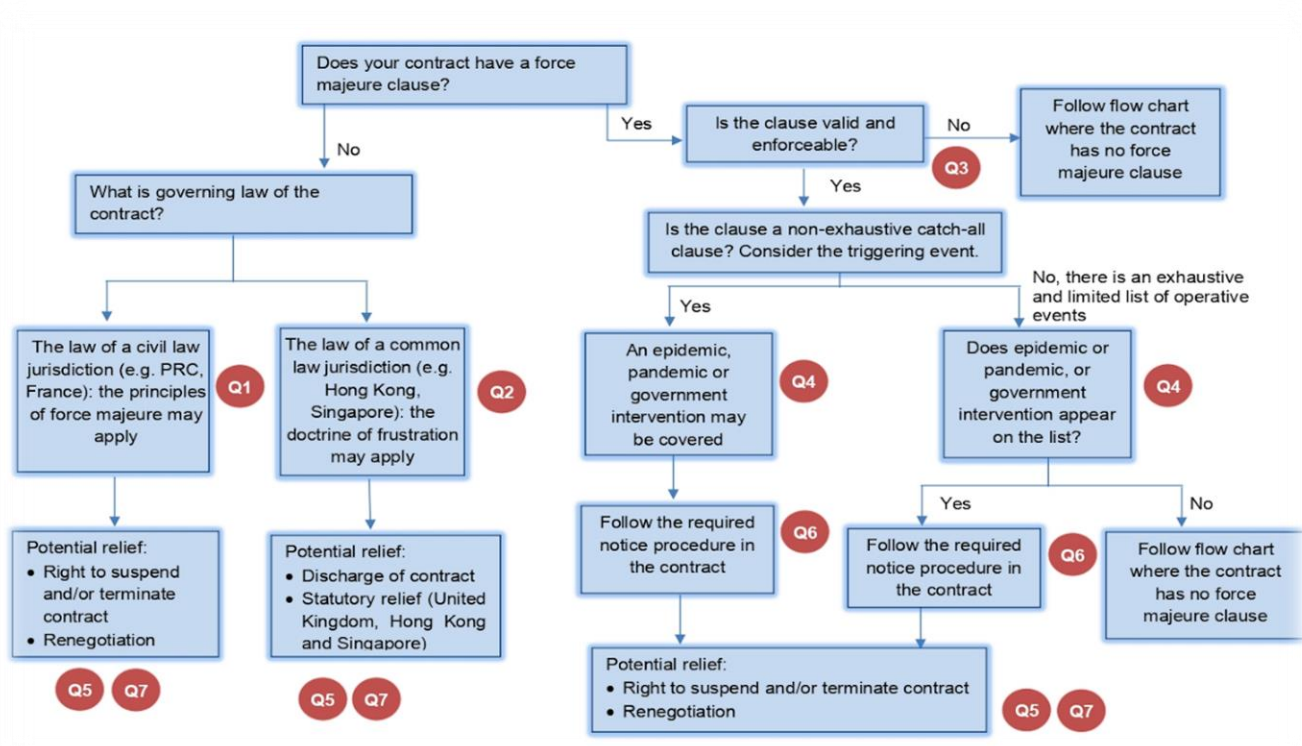 Does your contract have a force
majeure clause?
Yes
No
Is the clause valid and
enforceable?
No
Q3
Follow flow chart
where the contract
has no force
majeure clause
What is governing law of the
contract?
Yes
Is the clause a non-exhaustive catch-all
clause? Consider the triggering event.
Yes
No, there is an exhaustive
and limited list of operative
events
The law of a civil law
jurisdiction (e.g. PRC,
France): the principles
of force majeure may
apply
Q1
The law of a common
law jurisdiction (e.g.
Hong Kong,
Singapore): the
doctrine of frustration
may apply
Q2
An epidemic,
pandemic or
government
intervention may
be covered
Q4
Does epidemic or
pandemic, or
government
intervention appear
on the list?
Q4
Yes
No
Potential relief:
• Right to suspend
and/or terminate
contract
• Renegotiation
Q5
Q7
Potential relief:
• Discharge of contract
• Statutory relief (United
Kingdom, Hong Kong
and Singapore)
Q5
Q7
Follow the required
notice procedure in
the contract
Q6
Follow the required
notice procedure in
the contract
Q6
Follow flow chart
where the contract
has no force
majeure clause
Potential relief:
• Right to suspend and/or terminate contract
• Renegotiation
Q5
Q7